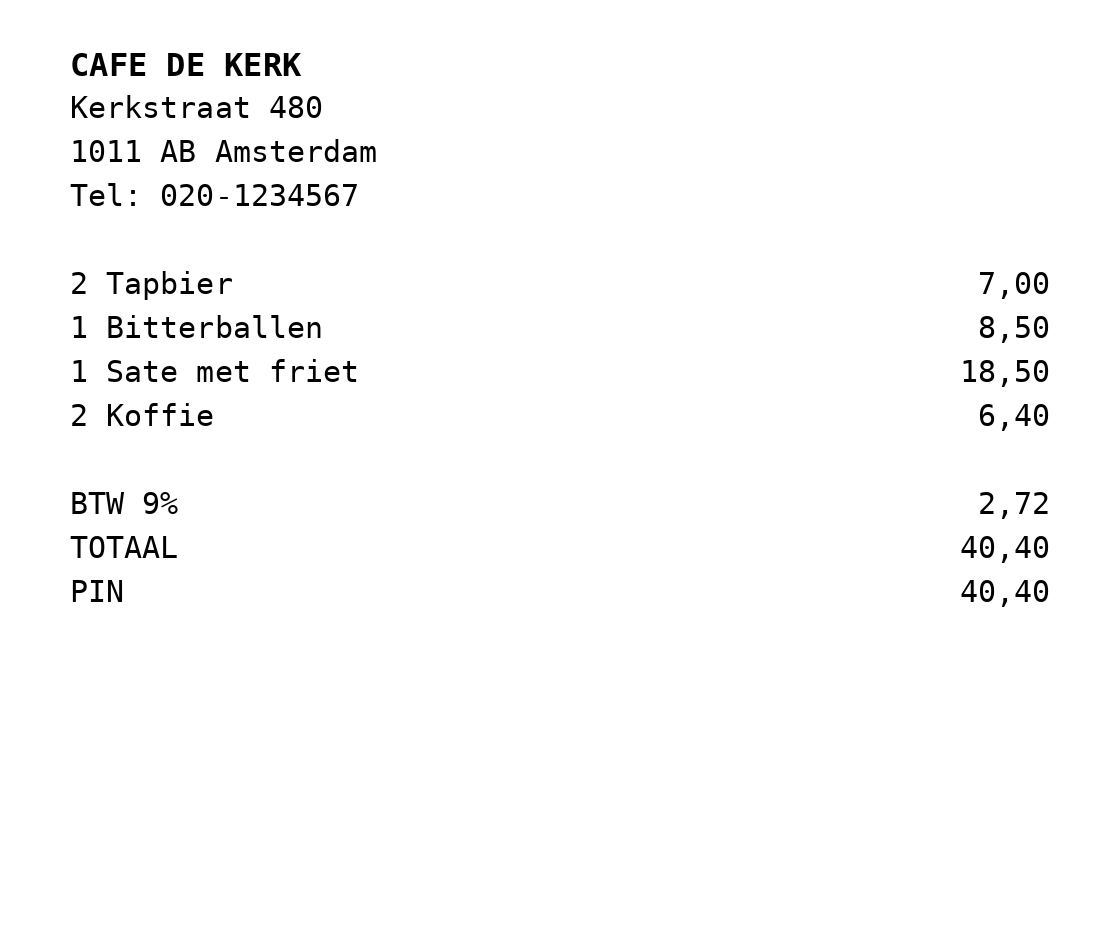 CAFE DE KERK
Kerkstraat 480
1011 AB Amsterdam
Tel: 020-1234567
2 Tapbier 7,00
1 Bitterballen 8,50
1 Sate met friet 18,50
2 Koffie 6,40
BTW 9% 2,72
TOTAAL 40,40
PIN 40,40